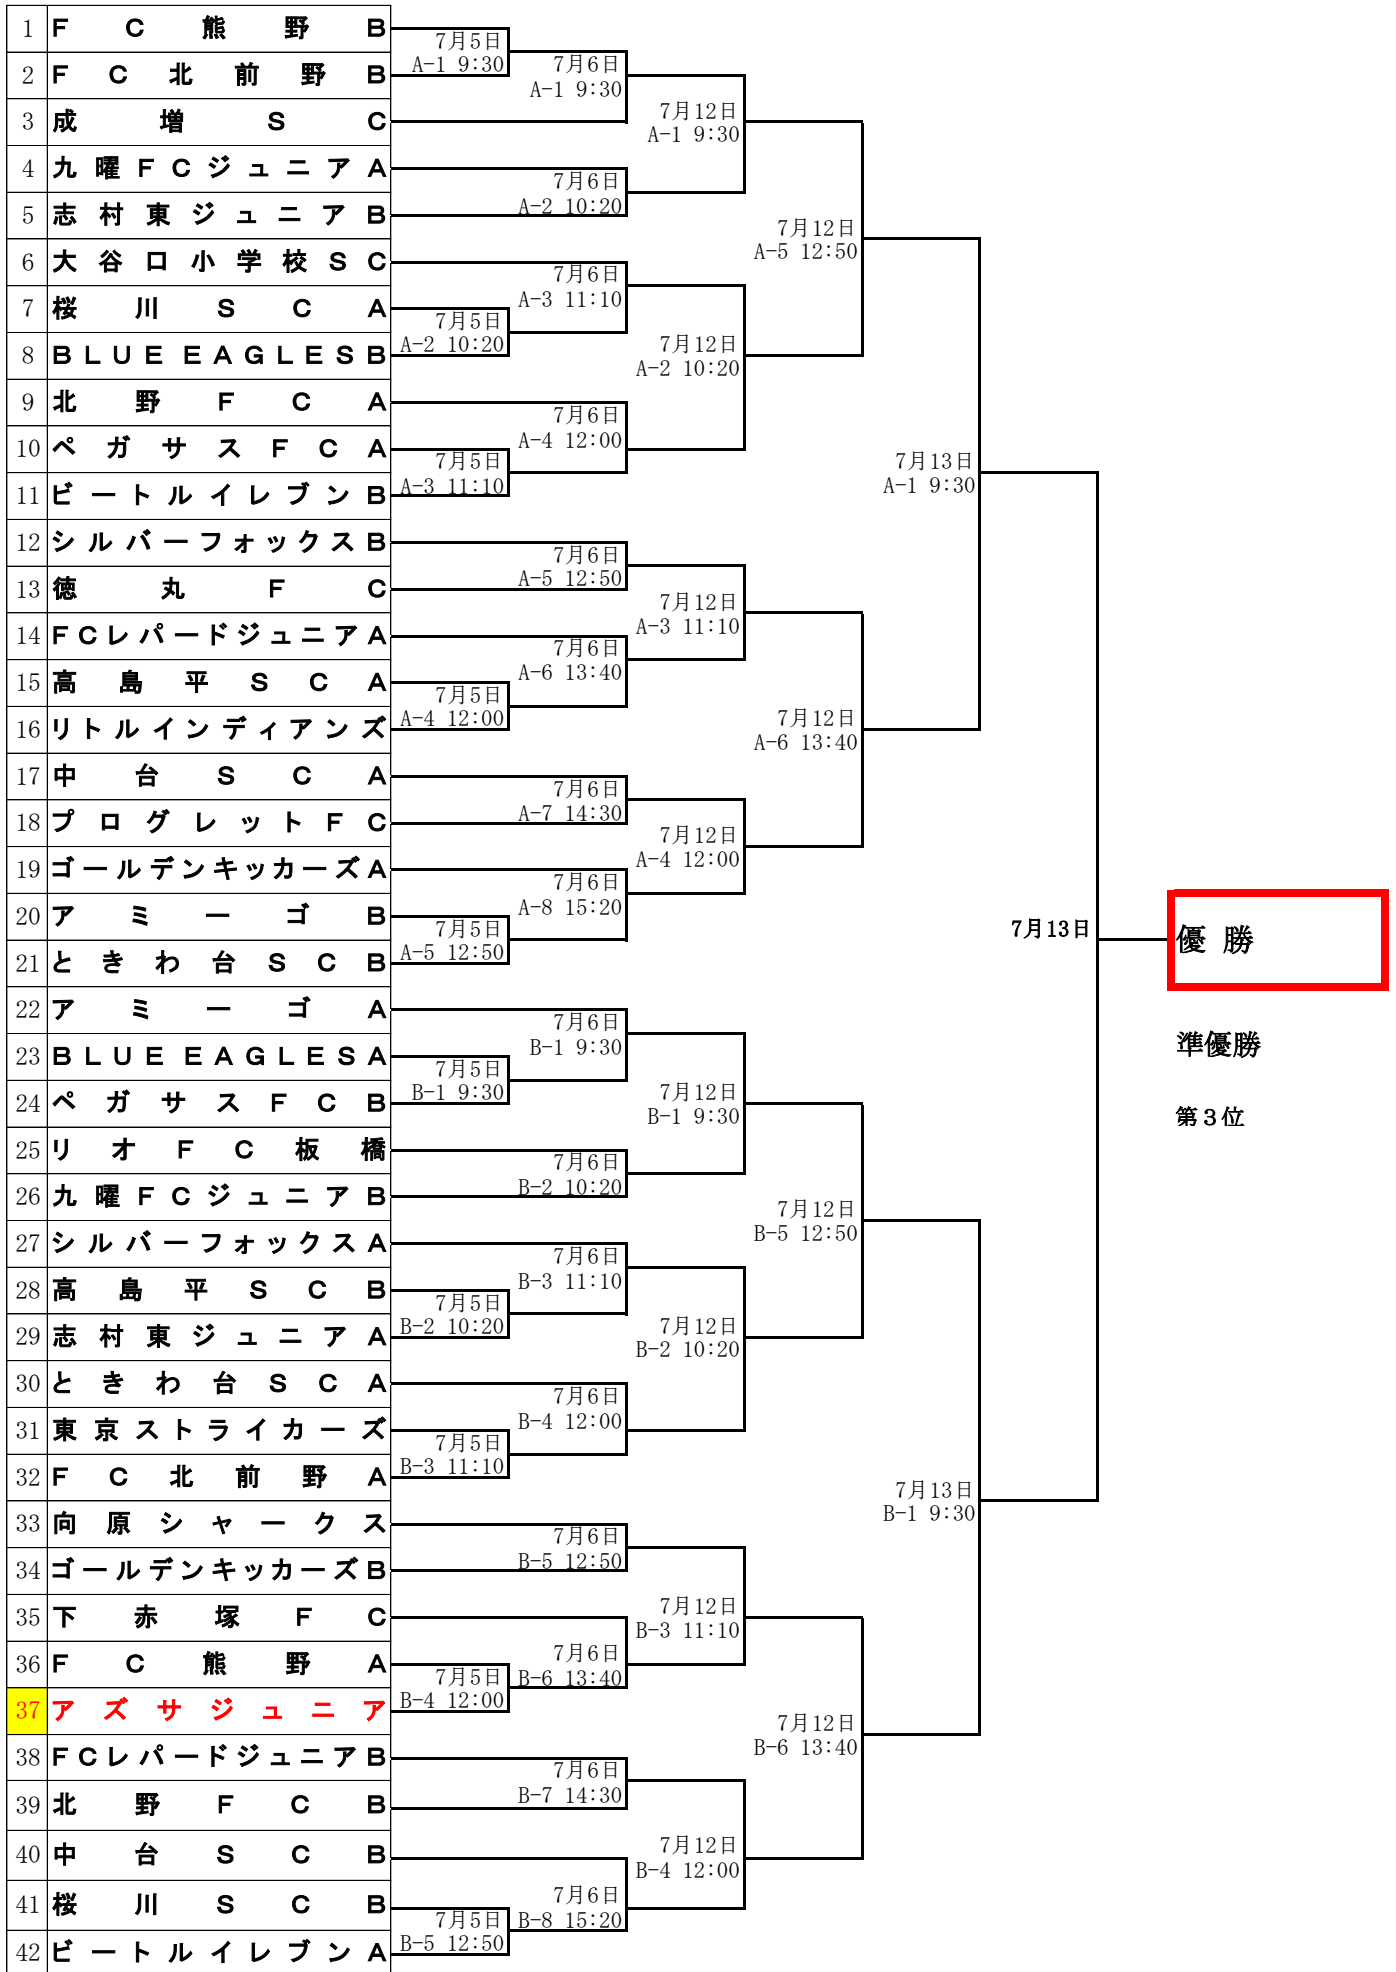 1 FC熊野B
2 FC北前野B
3 成増SC
4 九曜FCジュニアA
5 志村東ジュニアB
6 大谷口小学校SC
7 桜川SCA
8 BLUE EAGLES B
9 北野FCA
10 ペガサスFCA
11 ビートルイレブンB
12 シルバーフォックスB
13 徳丸FC
14 FCレパードジュニアA
15 高島平SCA
16 リトルインディアンズ
17 中台SCA
18 プログレットFC
19 ゴールデンキッカーズA
20 アミーゴB
21 ときわ台SCB
22 アミーゴA
23 BLUE EAGLES A
24 ペガサスFCB
25 リオFC板橋
26 九曜FCジュニアB
27 シルバーフォックスA
28 高島平SCB
29 志村東ジュニアA
30 ときわ台SCA
31 東京ストライカーズ
32 FC北前野A
33 向原シャークス
34 ゴールデンキッカーズB
35 下赤塚FC
36 FC熊野A
37 アズサジュニア
38 FCレパードジュニアB
39 北野FCB
40 中台SCB
41 桜川SCB
42 ビートルイレブンA
7月5日
A-1 9:30
7月5日
A-2 10:20
7月5日
A-3 11:10
7月5日
A-4 12:00
7月5日
A-5 12:50
7月5日
B-1 9:30
7月5日
B-2 10:20
7月5日
B-3 11:10
7月5日
B-4 12:00
7月5日
B-5 12:50
7月6日
A-1 9:30
7月6日
A-2 10:20
7月6日
A-3 11:10
7月6日
A-4 12:00
7月6日
A-5 12:50
7月6日
A-6 13:40
7月6日
A-7 14:30
7月6日
A-8 15:20
7月6日
B-1 9:30
7月6日
B-2 10:20
7月6日
B-3 11:10
7月6日
B-4 12:00
7月6日
B-5 12:50
7月6日
B-6 13:40
7月6日
B-7 14:30
7月6日
B-8 15:20
7月12日
A-1 9:30
7月12日
A-2 10:20
7月12日
A-3 11:10
7月12日
A-4 12:00
7月12日
B-1 9:30
7月12日
B-2 10:20
7月12日
B-3 11:10
7月12日
B-4 12:00
7月12日
A-5 12:50
7月12日
A-6 13:40
7月12日
B-5 12:50
7月12日
B-6 13:40
7月13日
A-1 9:30
7月13日
B-1 9:30
7月13日
優 勝
準優勝
第3位